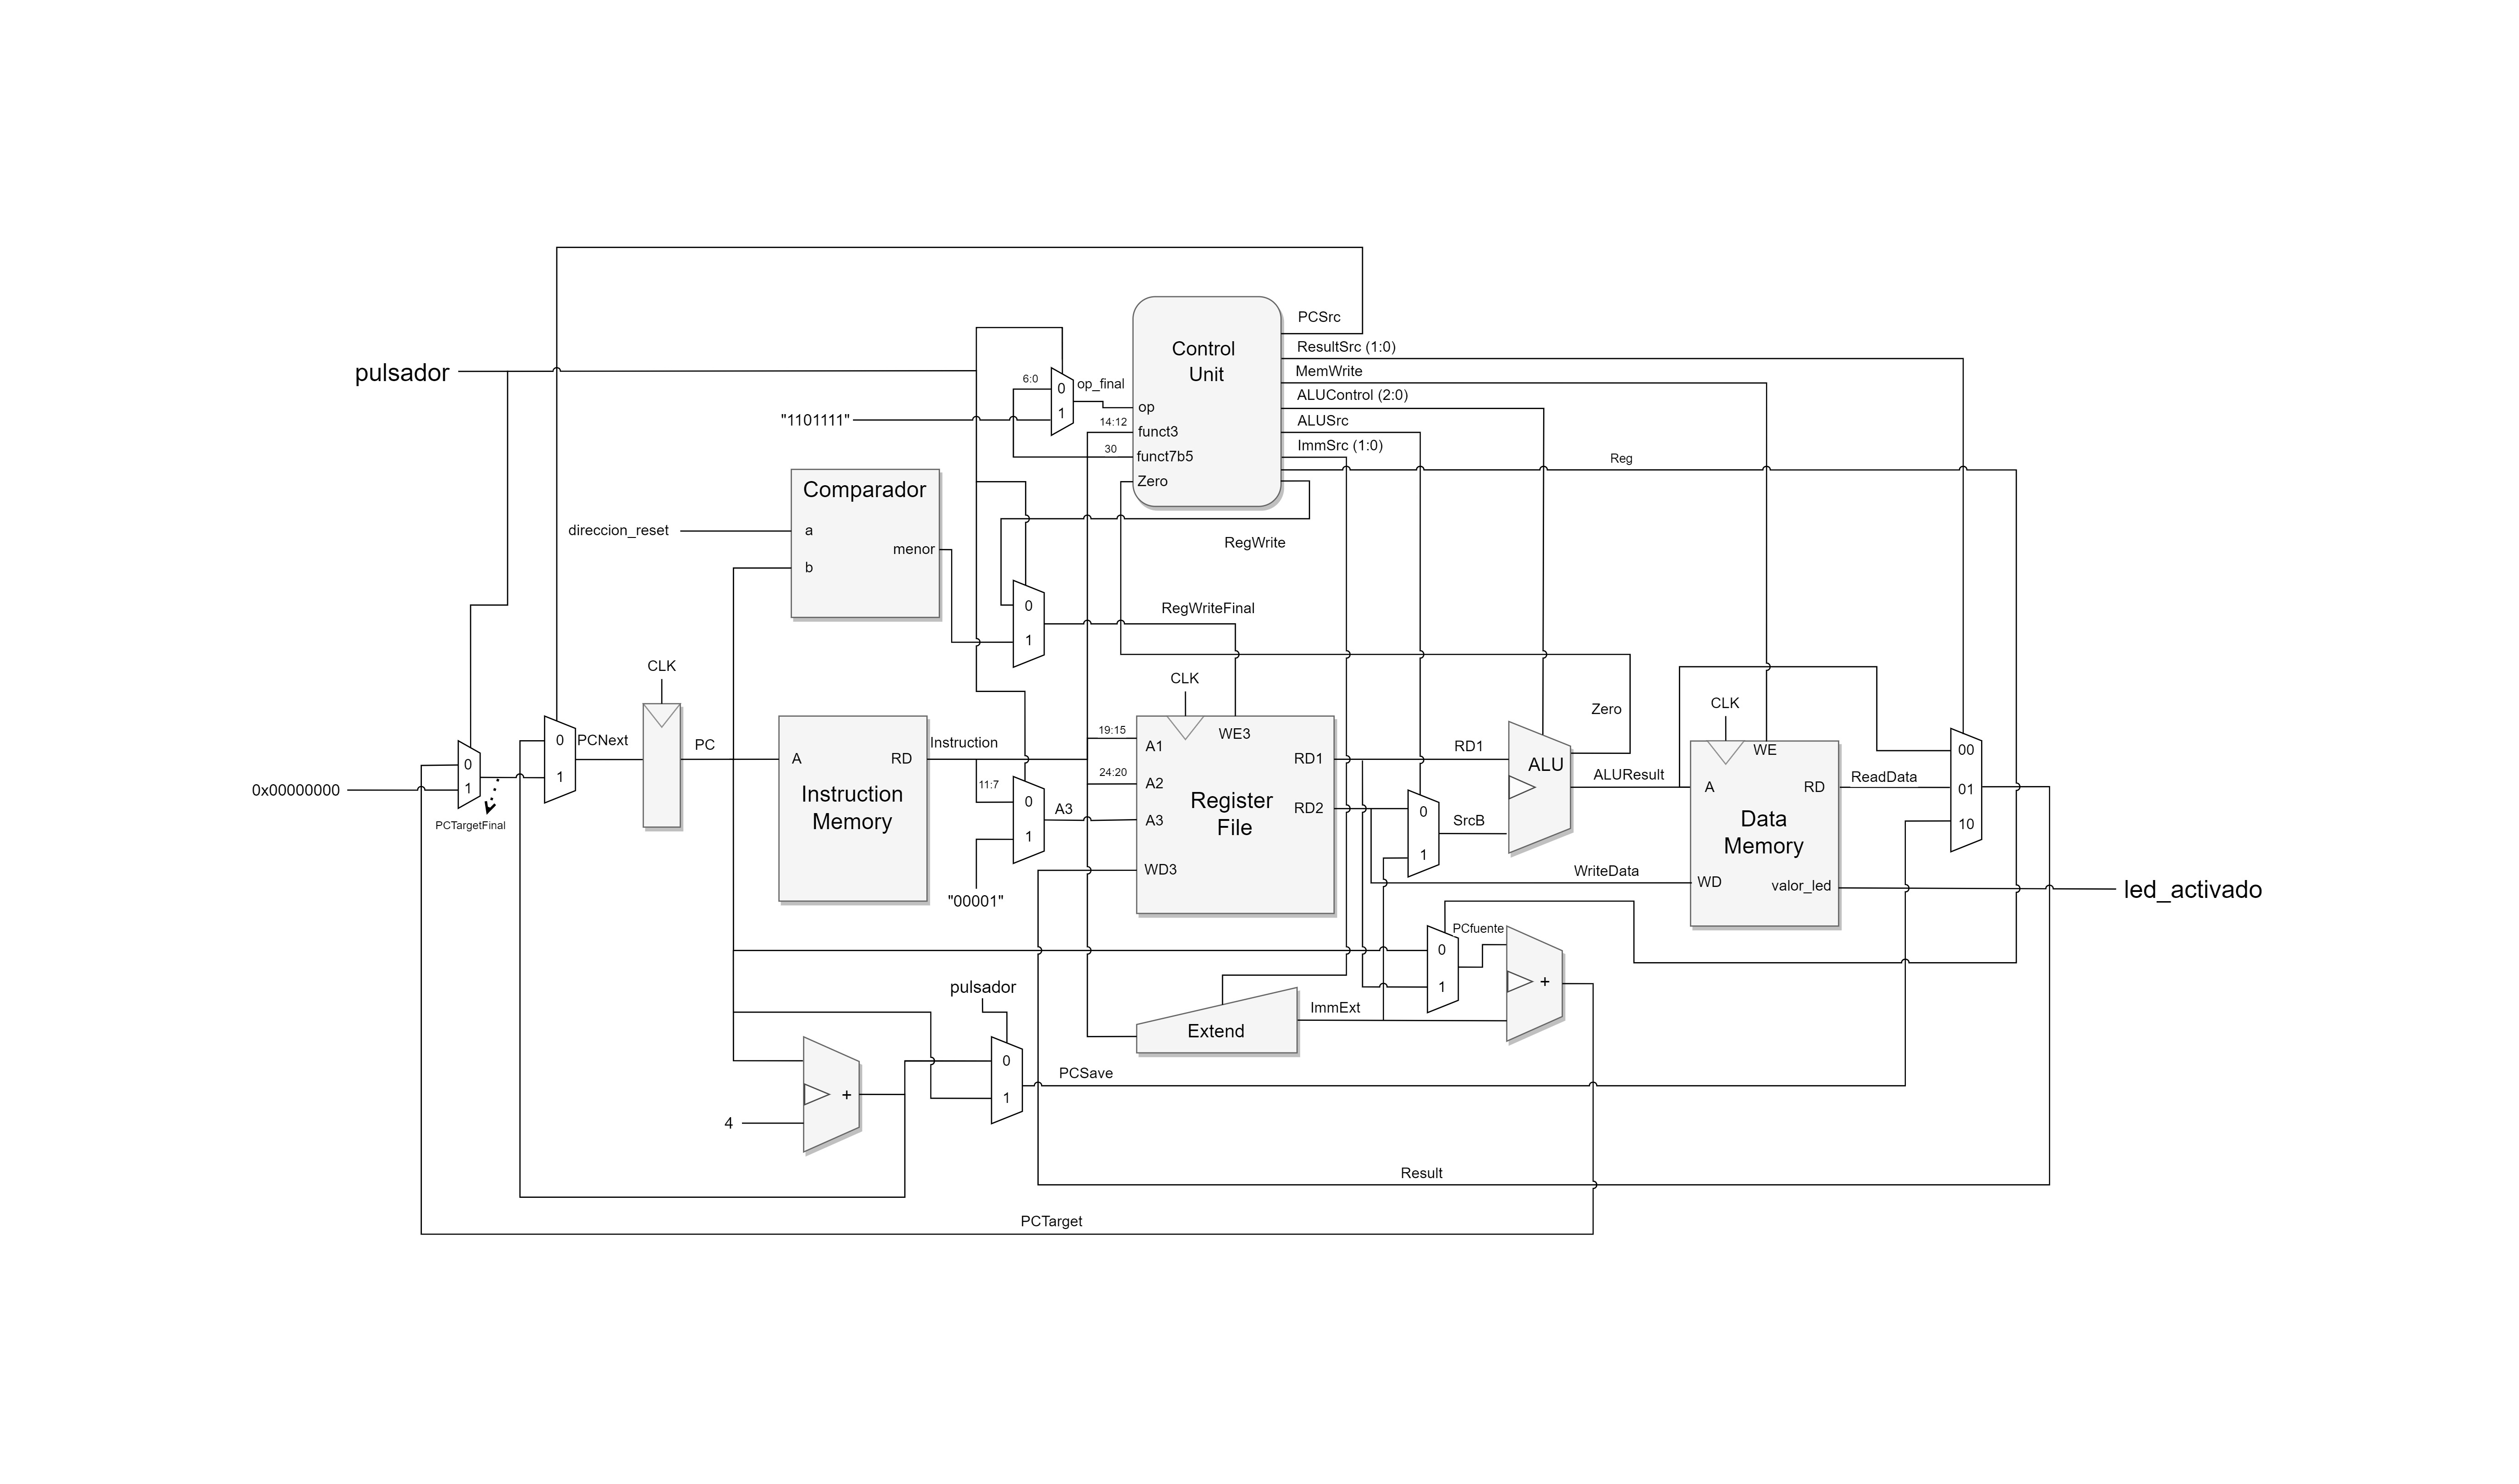 PCSrc
ResultSrc (1:0)
MemWrite
ALUControl (2:0)
ALUSrc
ImmSrc (1:0)
Reg
Control
Unit
op
funct3
funct7b5
Zero
pulsador
6:0
0
1
op_final
"1101111"
14:12
30
Comparador
a
b
menor
direccion_reset
RegWrite
0
1
RegWriteFinal
CLK
CLK
CLK
Zero
0x00000000
0
1
PCTargetFinal
0
1
PCNext
PC
A
RD
Instruction
Memory
Instruction
11:7
0
1
"00001"
A3
19:15
24:20
A1
A2
A3
WD3
WE3
RD1
RD2
Register
File
RD1
0
1
SrcB
ALU
ALUResult
WriteData
WE
A
RD
Data
Memory
WD
valor_led
ReadData
00
01
10
led_activado
PCfuente
0
1
+
Extend
ImmExt
pulsador
0
1
PCSave
4
+
Result
PCTarget